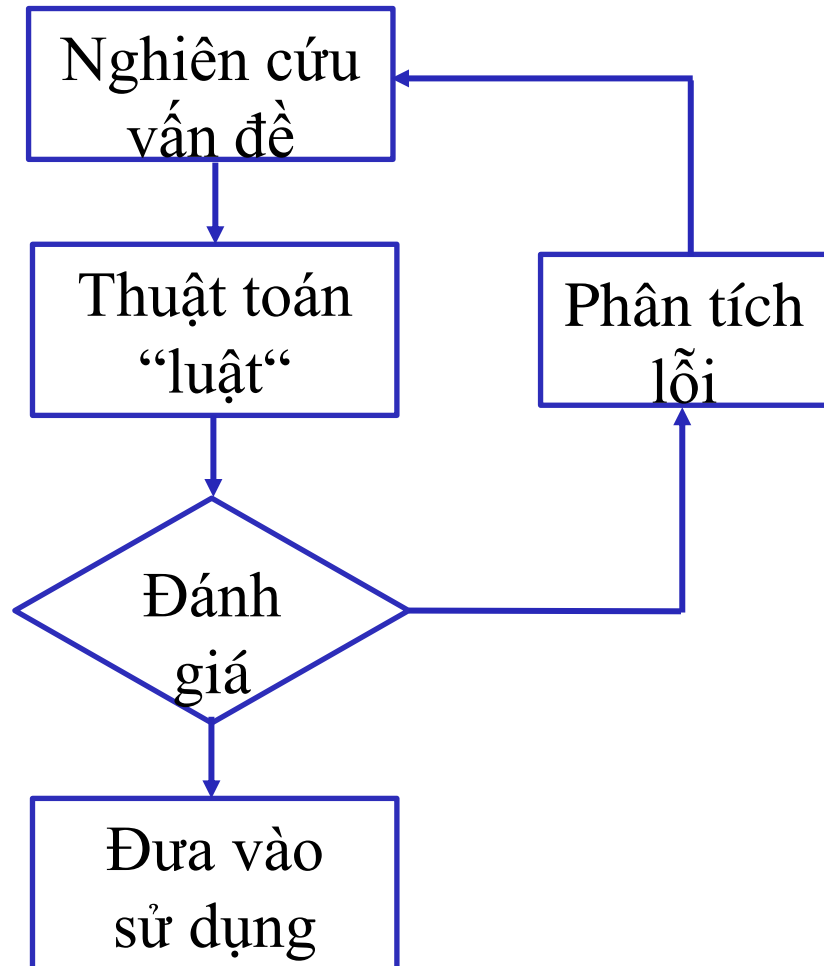 Nghiên cứu
vấn đề
Thuật toán
“luật“
Phân tích
lỗi
Đánh
giá
Đưa vào
sử dụng